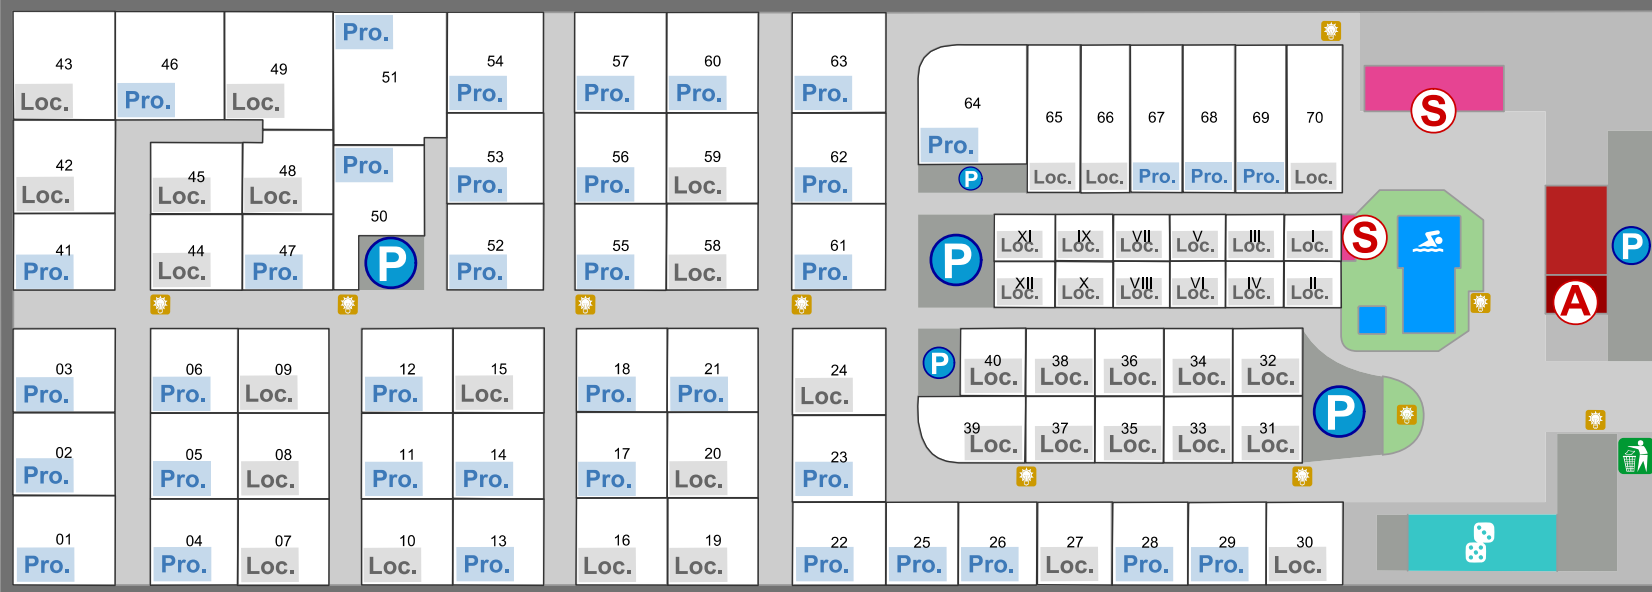 43
Loc.
46
Pro.
49
Loc.
Pro.
51
54
Pro.
57
Pro.
60
Pro.
63
Pro.
64
Pro.
P
65
Loc.
66
Loc.
67
Pro.
68
Pro.
69
Pro.
70
Loc.
S
42
Loc.
45
Loc.
48
Loc.
Pro.
50
P
53
Pro.
56
Pro.
59
Loc.
62
Pro.
41
Pro.
44
Loc.
47
Pro.
52
Pro.
55
Pro.
58
Loc.
61
Pro.
P
XI
Loc.
IX
Loc.
VII
Loc.
V
Loc.
III
Loc.
I
Loc.
S
XII
Loc.
X
Loc.
VIII
Loc.
VI
Loc.
IV
Loc.
II
Loc.
P
A
03
Pro.
06
Pro.
09
Loc.
12
Pro.
15
Loc.
18
Pro.
21
Pro.
24
Loc.
P
40
Loc.
38
Loc.
36
Loc.
34
Loc.
32
Loc.
P
02
Pro.
05
Pro.
08
Loc.
11
Pro.
14
Pro.
17
Pro.
20
Loc.
23
Pro.
39
Loc.
37
Loc.
35
Loc.
33
Loc.
31
Loc.
01
Pro.
04
Pro.
07
Loc.
10
Loc.
13
Pro.
16
Loc.
19
Loc.
22
Pro.
25
Pro.
26
Pro.
27
Loc.
28
Pro.
29
Pro.
30
Loc.